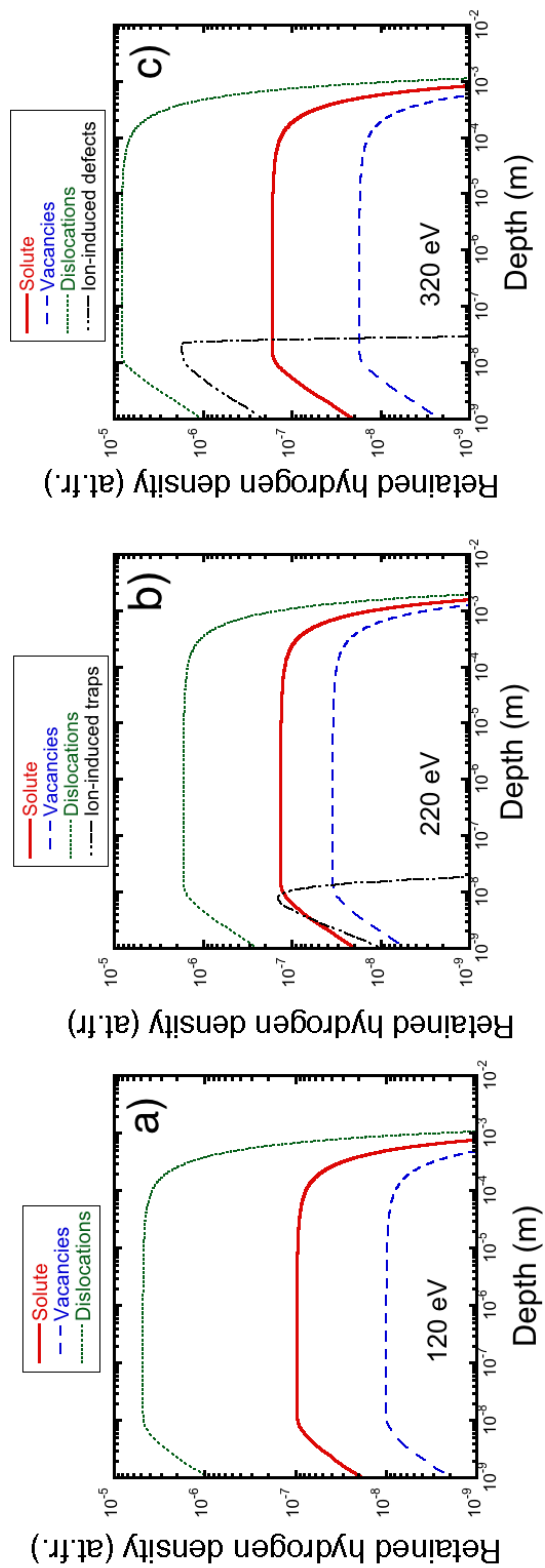 a)
Solute
Vacancies
Dislocations
Retained hydrogen density (at.fr.)
10-5
10-6
10-7
10-8
10-9
120 eV
10-9 10-8 10-7 10-6 10-5 10-4 10-3 10-2
Depth (m)
b)
Solute
Vacancies
Dislocations
Ion-induced traps
Retained hydrogen density (at.fr)
10-5
10-6
10-7
10-8
10-9
220 eV
10-9 10-8 10-7 10-6 10-5 10-4 10-3 10-2
Depth (m)
c)
Solute
Vacancies
Dislocations
Ion-induced defects
Retained hydrogen density (at.fr.)
10-5
10-6
10-7
10-8
10-9
320 eV
10-9 10-8 10-7 10-6 10-5 10-4 10-3 10-2
Depth (m)